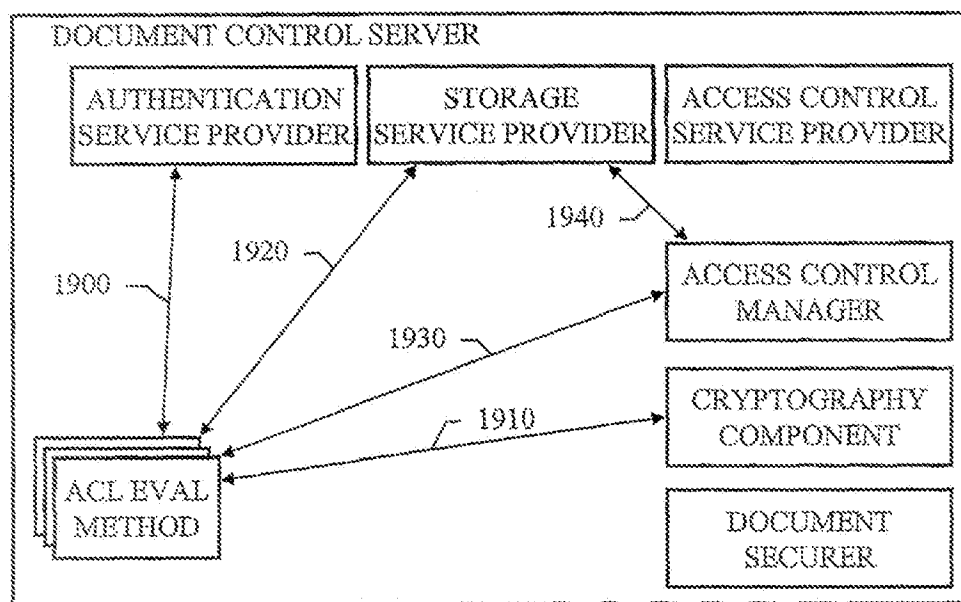 DOCUMENT CONTROL SERVER
AUTHENTICATION
SERVICE PROVIDER
STORAGE
SERVICE PROVIDER
ACCESS CONTROL
SERVICE PROVIDER
1940
1920
1900
ACCESS CONTROL
MANAGER
1930
CRYPTOGRAPHY
COMPONENT
1910
ACL EVAL
METHOD
DOCUMENT
SECURER